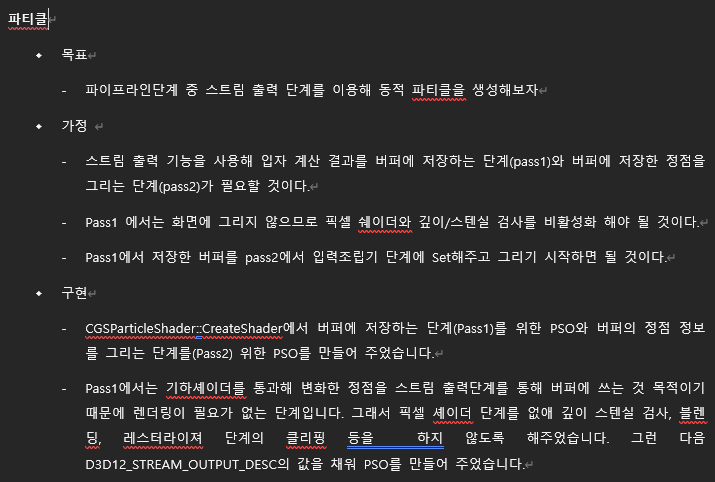 파티클
목표
- 파이프라인단계 중 스트림 출력 단계를 이용해 동적 파티클을 생성해보자
가정
- 스트림 출력 기능을 사용해 입자 계산 결과를 버퍼에 저장하는 단계(pass1)와 버퍼에 저장한 정점을
그리는 단계(pass2)가 필요할 것이다.
- Pass1 에서는 화면에 그리지 않으므로 픽셀 쉐이더와 깊이/스텐실 검사를 비활성화 해야 될 것이다.
- Pass1에서 저장한 버퍼를 pass2에서 입력조립기 단계에 Set해주고 그리기 시작하면 될 것이다.
구현
- CGSParticleShader::CreateShader에서 버퍼에 저장하는 단계(Pass1)를 위한 PSO와 버퍼의 정점 정보
를 그리는 단계를(Pass2) 위한 PSO를 만들어 주었습니다.
- Pass1에서는 기하셰이더를 통과해 변화한 정점을 스트림 출력단계를 통해 버퍼에 쓰는 것 목적이기
때문에 렌더링이 필요가 없는 단계입니다. 그래서 픽셀 셰이더 단계를 없애 깊이 스텐실 검사, 블렌
딩, 레스터라이져 단계의 클리핑 등을 하지 않도록 해주었습니다. 그런 다음
D3D12_STREAM_OUTPUT_DESC의 값을 채워 PSO를 만들어 주었습니다.